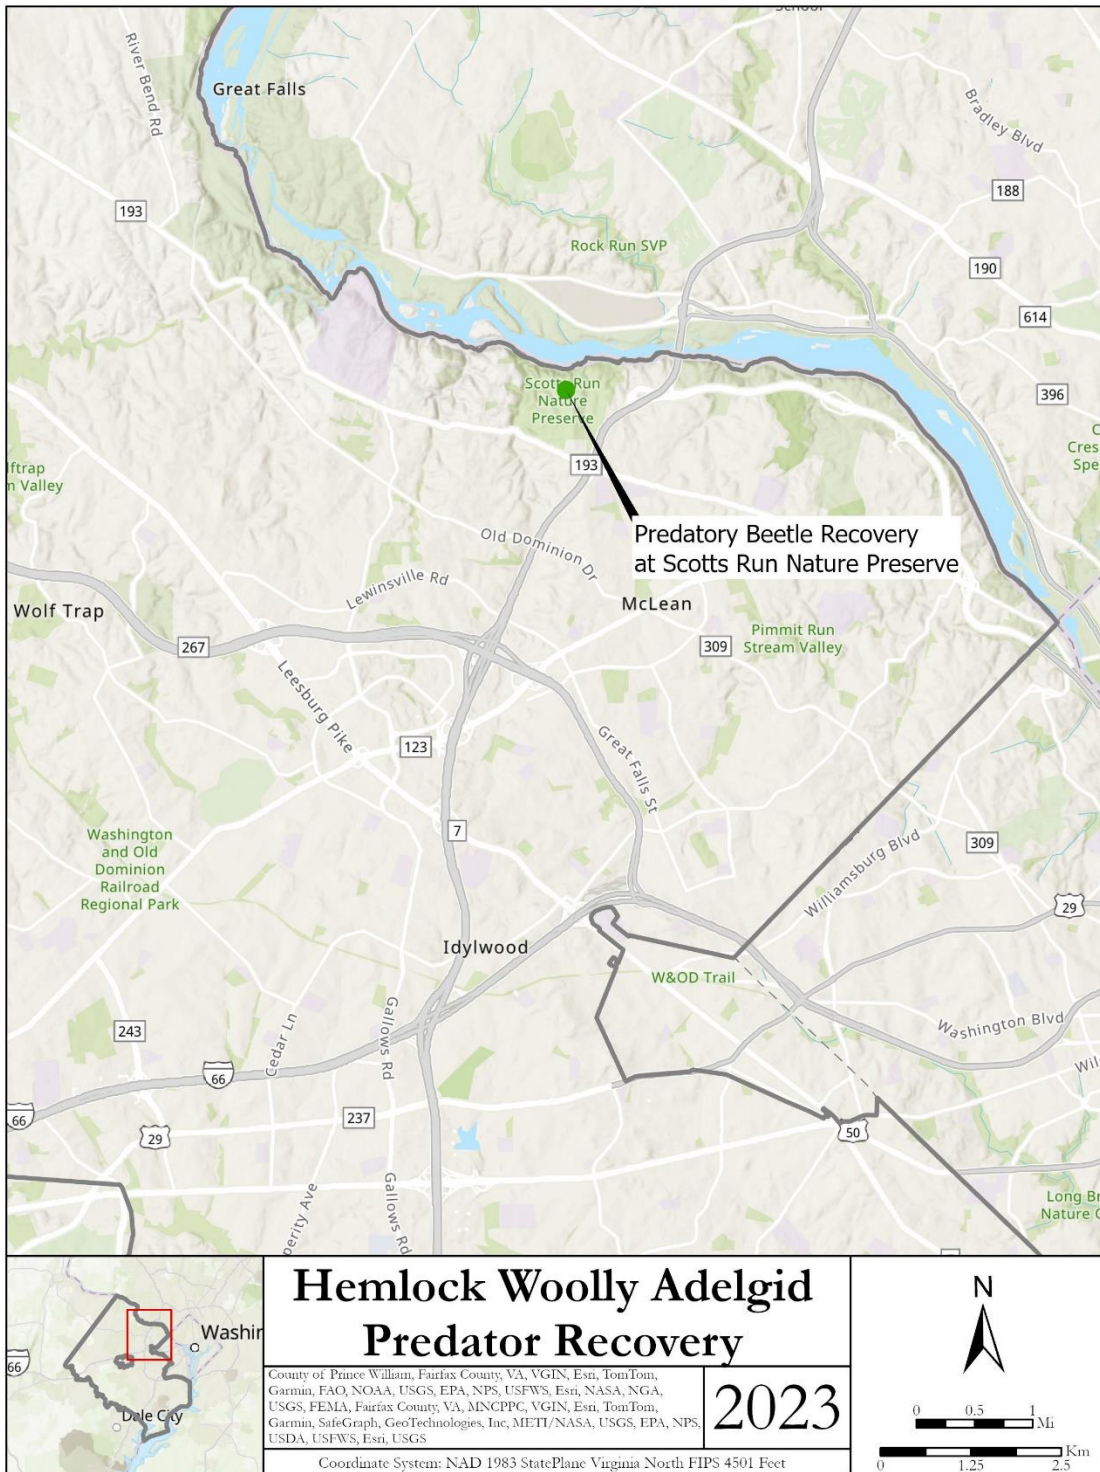 School
Great Falls
River Bend Rd
Bradley Blvd
188
193
Rock Run SVP
190
614
Scotts Run
Nature
Preserve
396
193
Predatory Beetle Recovery
at Scotts Run Nature Preserve
Old Dominion Dr
Lewinsville Rd
Wolf Trap
McLean
Pimmit Run
Stream Valley
309
267
Leesburg Pike
123
Great Falls St
7
Washington
and Old
Dominion
Railroad
Regional Park
309
Williamsburg Blvd
29
Idylwood
W&OD Trail
243
Cedar Ln
Gallows Rd
Washington Blvd
66
66
237
29
50
Gallows Rd
Long Br
Nature C
Washin
66
Dale City
Hemlock Woolly Adelgid
Predator Recovery
County of Prince William, Fairfax County, VA, VGIN, Esri, TomTom,
Garmin, FAO, NOAA, USGS, EPA, NPS, USFWS, Esri, NASA, NGA,
USGS, FEMA, Fairfax County, VA, MNCPPC, VGIN, Esri, TomTom,
Garmin, SafeGraph, GeoTechnologies, Inc, METI/NASA, USGS, EPA, NPS,
USDA, USFWS, Esri, USGS
2023
Coordinate System: NAD 1983 StatePlane Virginia North FIPS 4501 Feet
N
0 0.5 1
Mi
Km
0 1.25 2.5